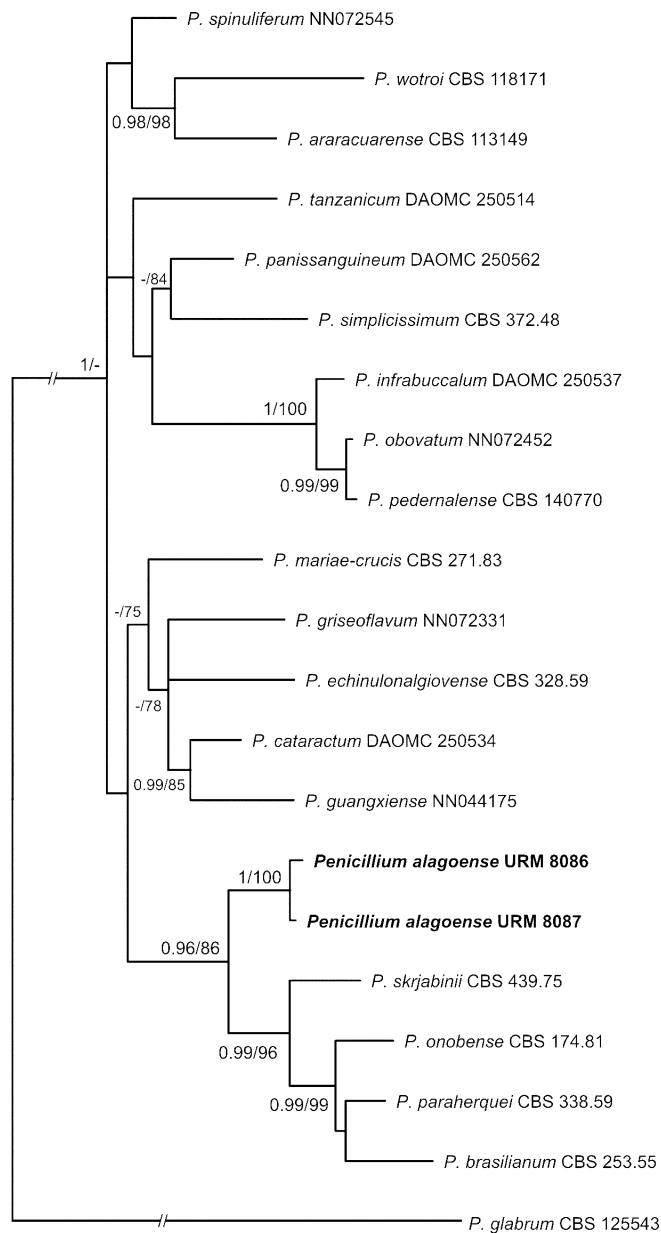 P. spinuliferum NN072545
P. wotroi CBS 118171
0.98/98
P. araracuarense CBS 113149
P. tanzanicum DAOMC 250514
P. panissanguineum DAOMC 250562
-/84
P. simplicissimum CBS 372.48
1/-
P. infrabuccalum DAOMC 250537
1/100
P. obovatum NN072452
0.99/99
P. pedernalense CBS 140770
P. mariae-crucis CBS 271.83
-/75
P. griseoflavum NN072331
P. echinulonalgiovense CBS 328.59
-/78
P. cataractum DAOMC 250534
0.99/85
P. guangxiense NN044175
Penicillium alagoense URM 8086
1/100
Penicillium alagoense URM 8087
0.96/86
P. skrjabinii CBS 439.75
P. onobense CBS 174.81
0.99/96
P. paraherquei CBS 338.59
0.99/99
P. brasilianum CBS 253.55
P. glabrum CBS 125543